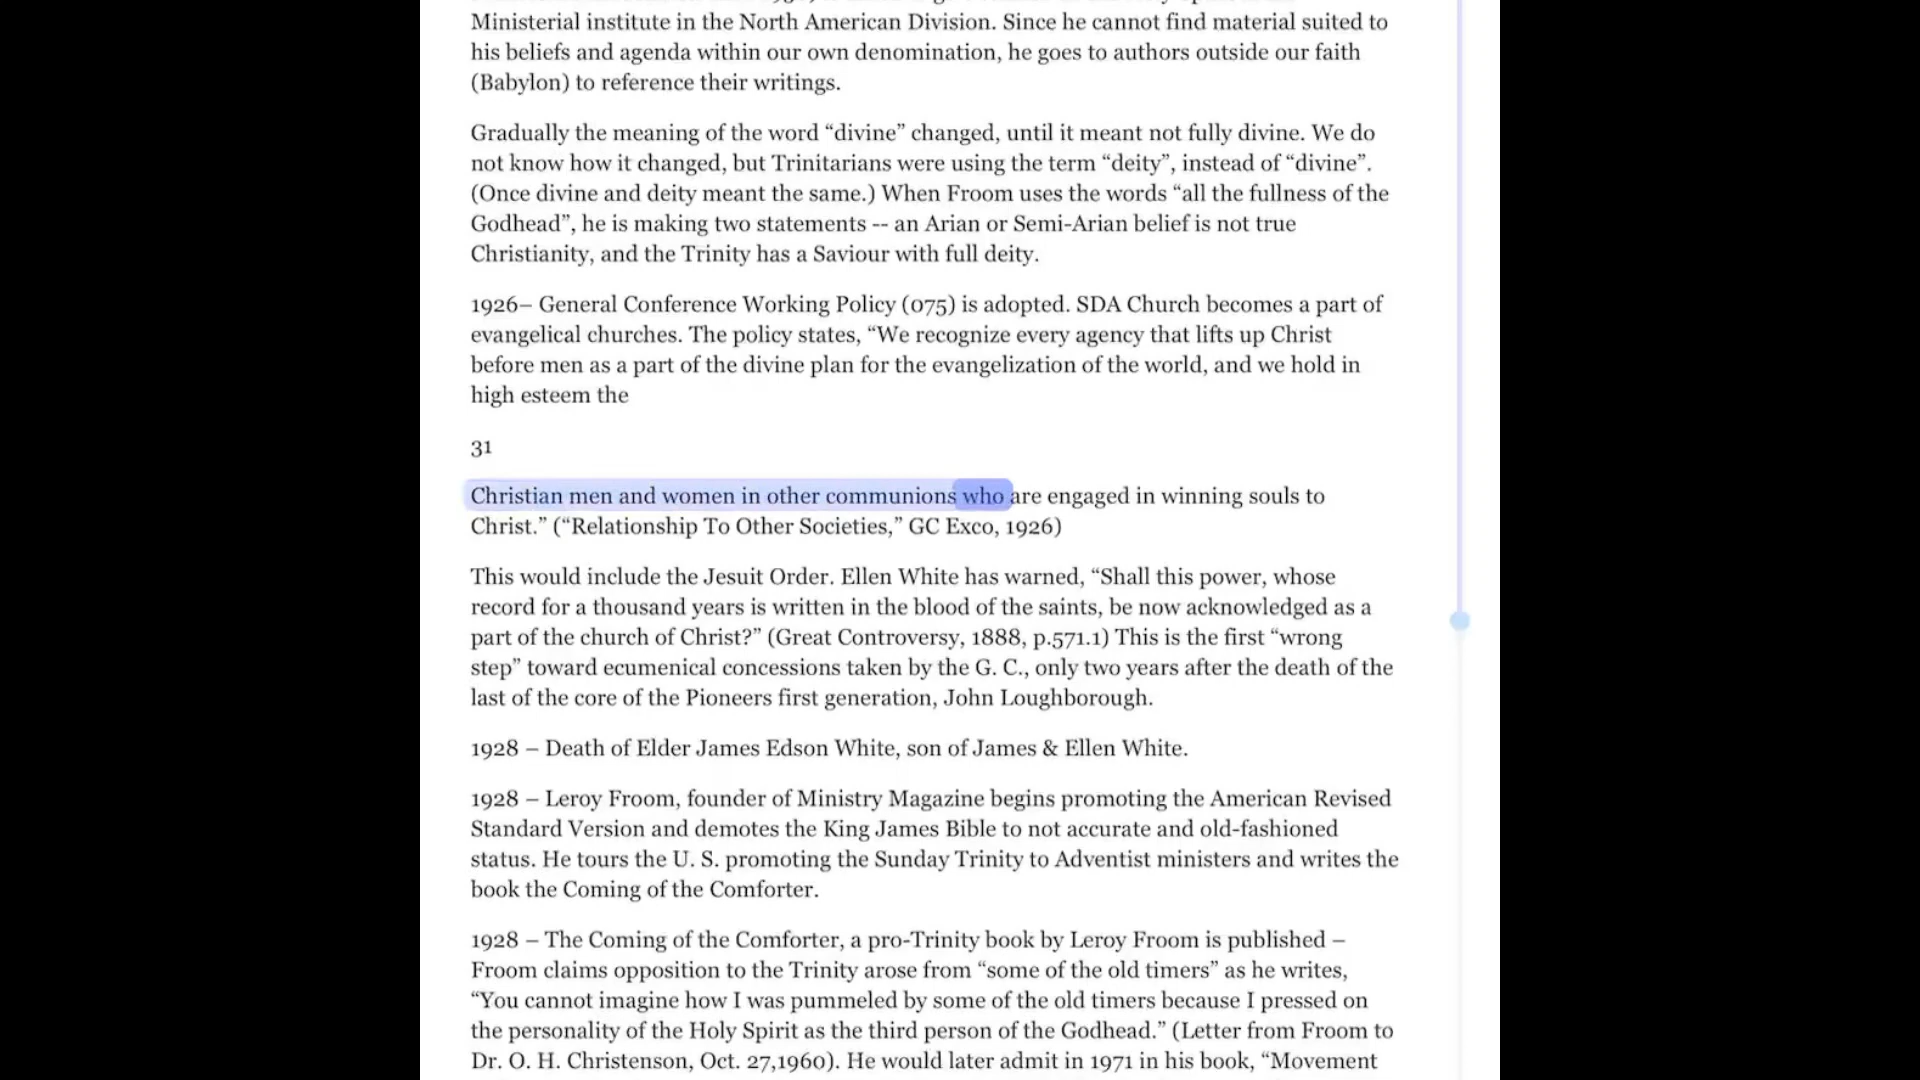 Ministerial institute in the North American Division. Since he cannot find material suited to
his beliefs and agenda within our own denomination, he goes to authors outside our faith
(Babylon) to reference their writings.
Gradually the meaning of the word “divine” changed, until it meant not fully divine. We do
not know how it changed, but Trinitarians were using the term “deity”, instead of “divine”.
(Once divine and deity meant the same.) When Froom uses the words “all the fullness of the
Godhead”, he is making two statements -- an Arian or Semi-Arian belief is not true
Christianity, and the Trinity has a Saviour with full deity.
1926– General Conference Working Policy (075) is adopted. SDA Church becomes a part of
evangelical churches. The policy states, “We recognize every agency that lifts up Christ
before men as a part of the divine plan for the evangelization of the world, and we hold in
high esteem the
31
Christian men and women in other communions who are engaged in winning souls to
Christ.” (“Relationship To Other Societies,” GC Exco, 1926)
This would include the Jesuit Order. Ellen White has warned, “Shall this power, whose
record for a thousand years is written in the blood of the saints, be now acknowledged as a
part of the church of Christ?” (Great Controversy, 1888, p.571.1) This is the first “wrong
step” toward ecumenical concessions taken by the G. C., only two years after the death of the
last of the core of the Pioneers first generation, John Loughborough.
1928 – Death of Elder James Edson White, son of James & Ellen White.
1928 – Leroy Froom, founder of Ministry Magazine begins promoting the American Revised
Standard Version and demotes the King James Bible to not accurate and old-fashioned
status. He tours the U. S. promoting the Sunday Trinity to Adventist ministers and writes the
book the Coming of the Comforter.
1928 – The Coming of the Comforter, a pro-Trinity book by Leroy Froom is published –
Froom claims opposition to the Trinity arose from “some of the old timers” as he writes,
“You cannot imagine how I was pummeled by some of the old timers because I pressed on
the personality of the Holy Spirit as the third person of the Godhead.” (Letter from Froom to
Dr. O. H. Christenson, Oct. 27,1960). He would later admit in 1971 in his book, “Movement